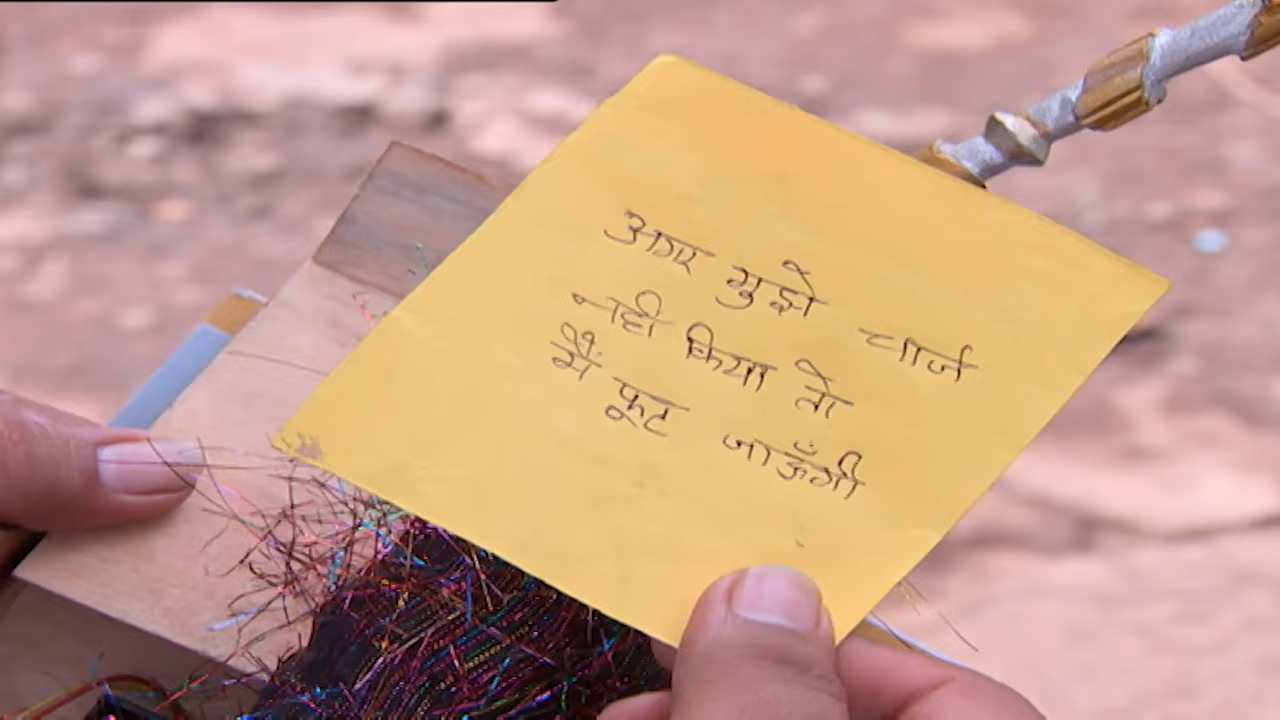 अगर मुझे चार्ज
नही किया तो
मैं फूट जाऊँगी